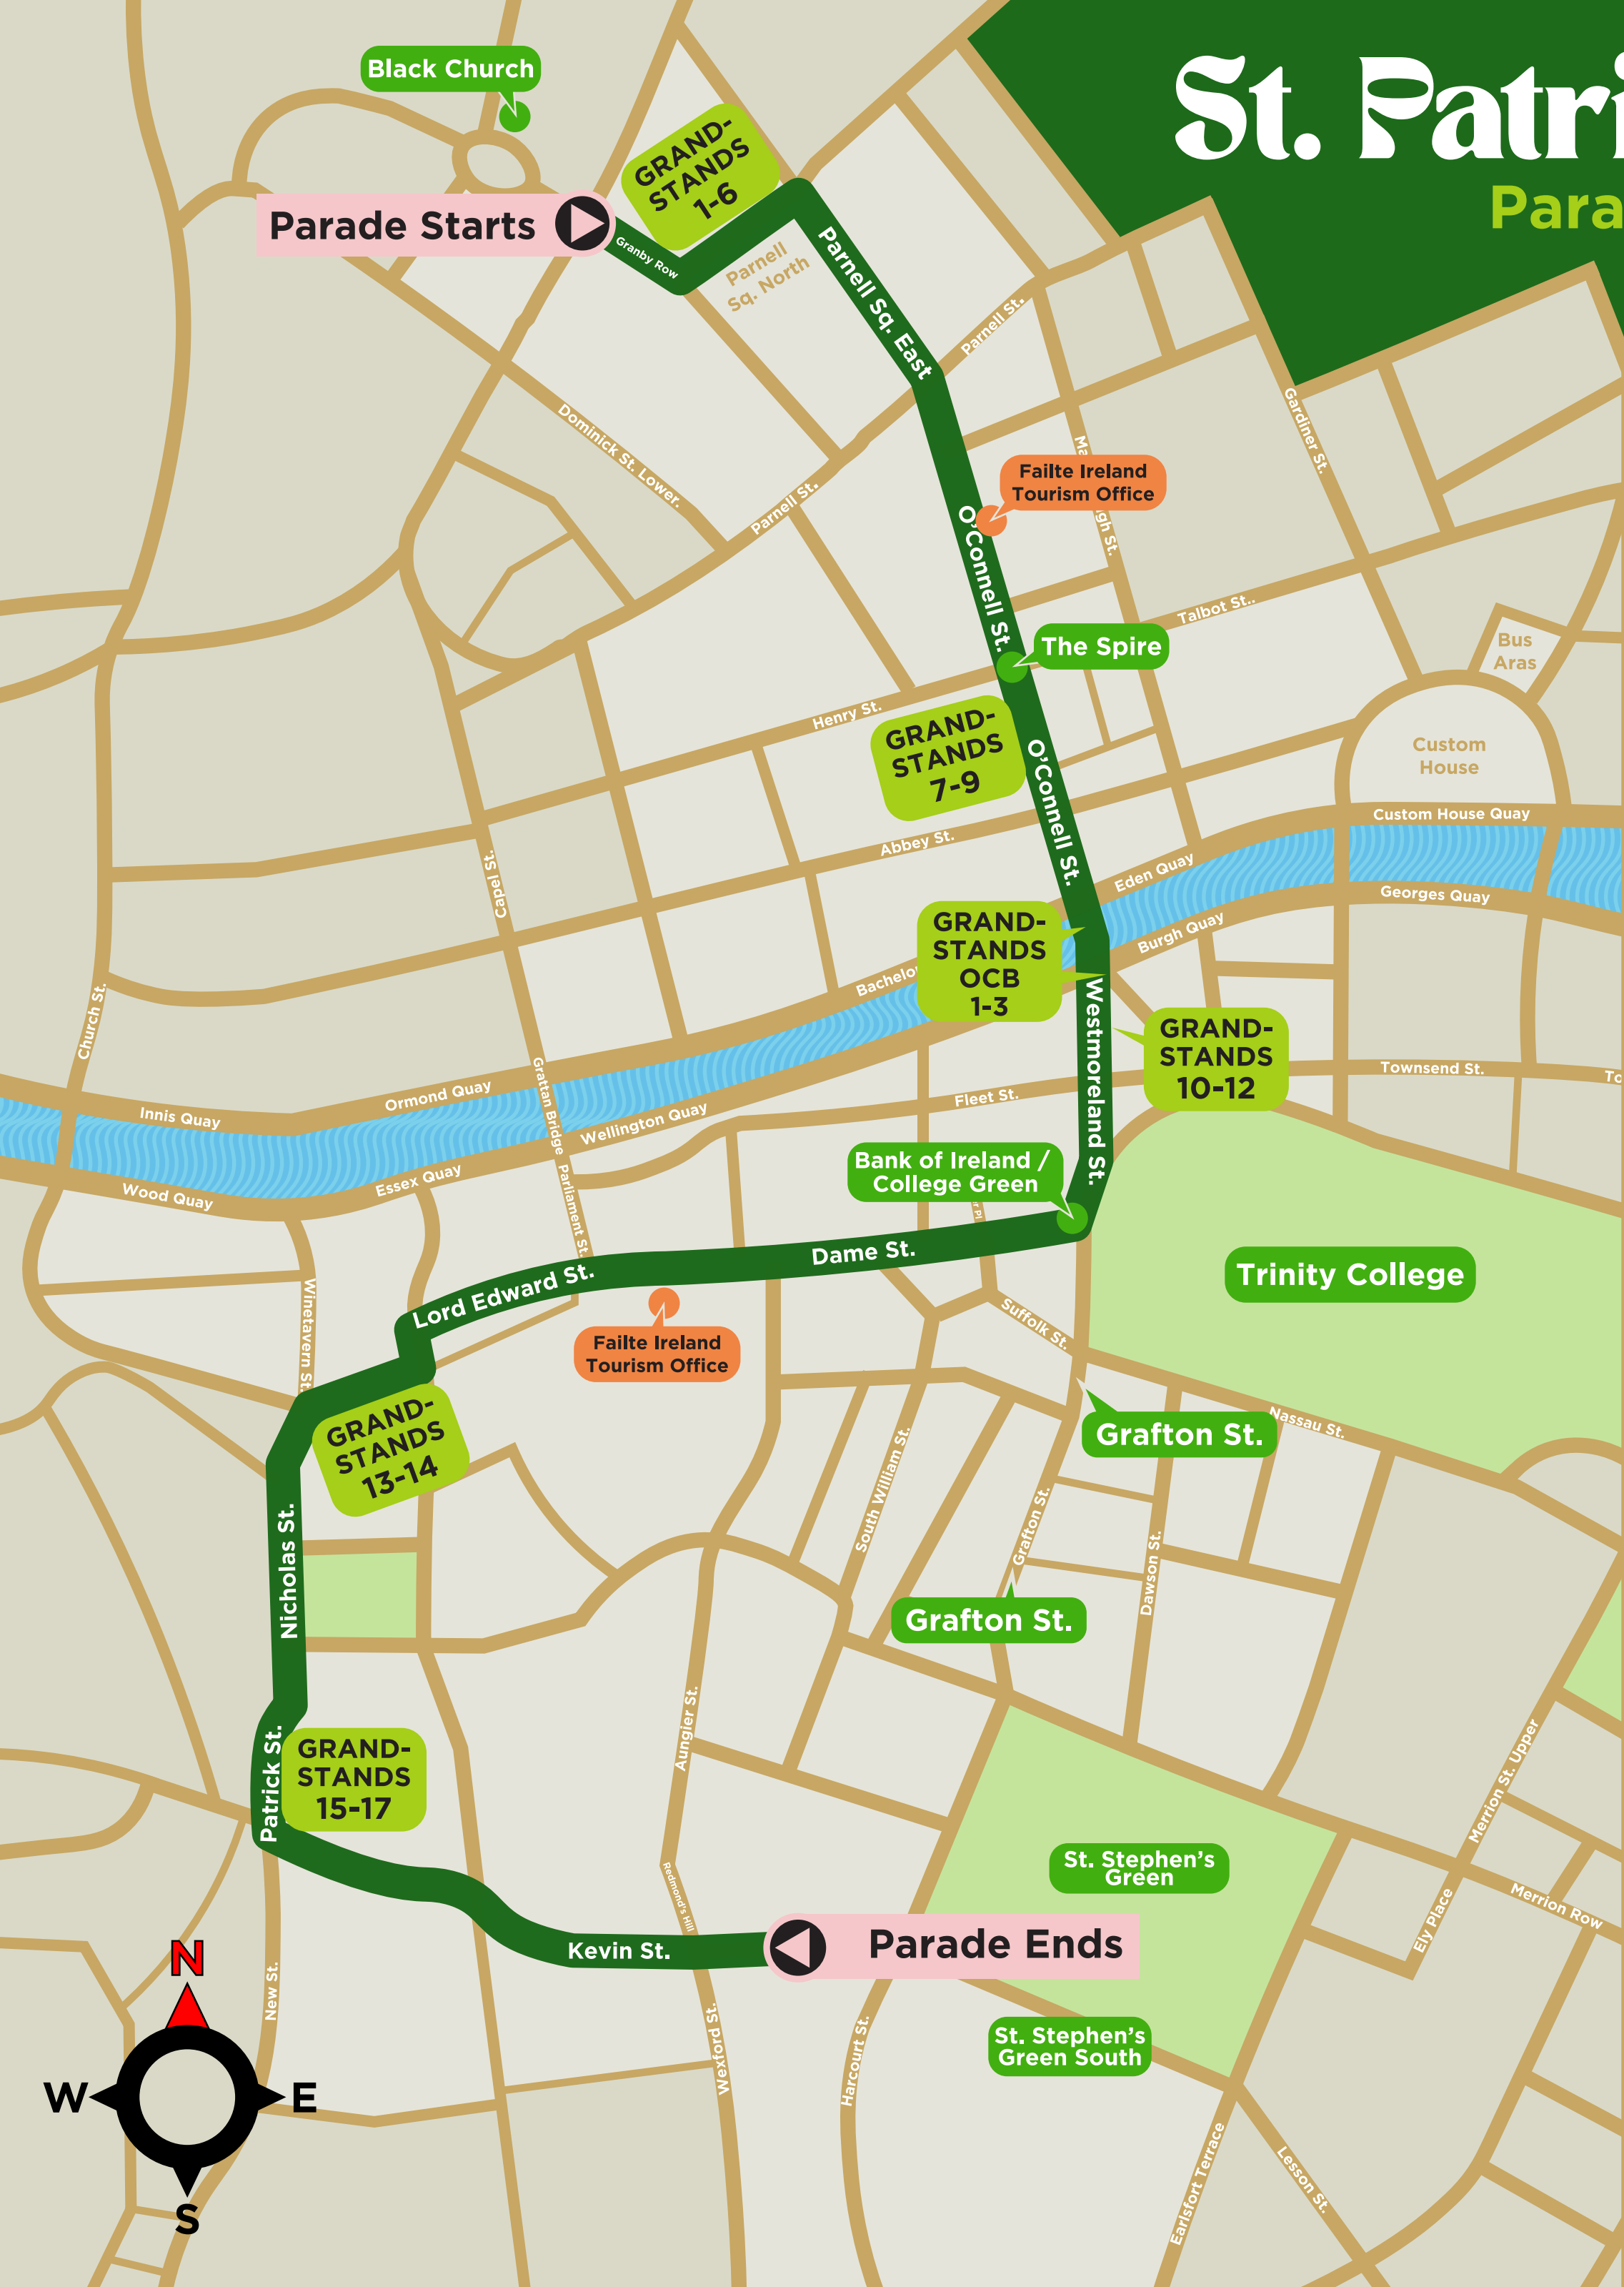 St. Patri
Para
Black Church
GRAND-
STANDS
1-6
Parade Starts
Granby Row
Parnell
Sq. North
Parnell Sq. East
Parnell St.
Gardiner St.
Dominick St. Lower.
Parnell St.
Failte Ireland
Tourism Office
O'Connell St.
Talbot St..
The Spire
Bus
Aras
Henry St.
GRAND-
STANDS
7-9
O'Connell St.
Custom
House
Custom House Quay
Abbey St.
Capel St.
Eden Quay
Georges Quay
Burgh Quay
GRAND-
STANDS
OCB
1-3
Church St.
Westmoreland St.
GRAND-
STANDS
10-12
Townsend St.
Grattan Bridge
Ormond Quay
Innis Quay
Wellington Quay
Fleet St.
Bank of Ireland /
College Green
Essex Quay
Wood Quay
Parliament St.
Dame St.
Lord Edward St.
Trinity College
Winetavern St.
Failte Ireland
Tourism Office
Suffolk St.
Grafton St.
Nassau St.
GRAND-
STANDS
13-14
South William St.
Grafton St.
Dawson St.
Nicholas St.
Grafton St.
Aungier St.
Patrick St.
GRAND-
STANDS
15-17
Merrion St. Upper
St. Stephen's
Green
Redmond's Hill
Merrion Row
Ely Place
Parade Ends
Kevin St.
N
W
E
S
New St.
Wexford St.
Harcourt St.
St. Stephen's
Green South
Earlsfort Terrace
Lesson St.